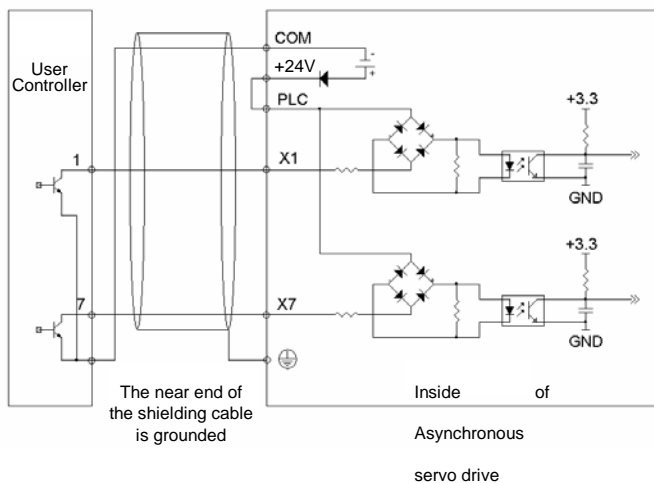 COM
User
Controller
+24V
PLC
+3.3
1
X1
GND
+3.3
7
X7
GND
The near end of
the shielding cable
is grounded
Inside of
Asynchronous
servo drive